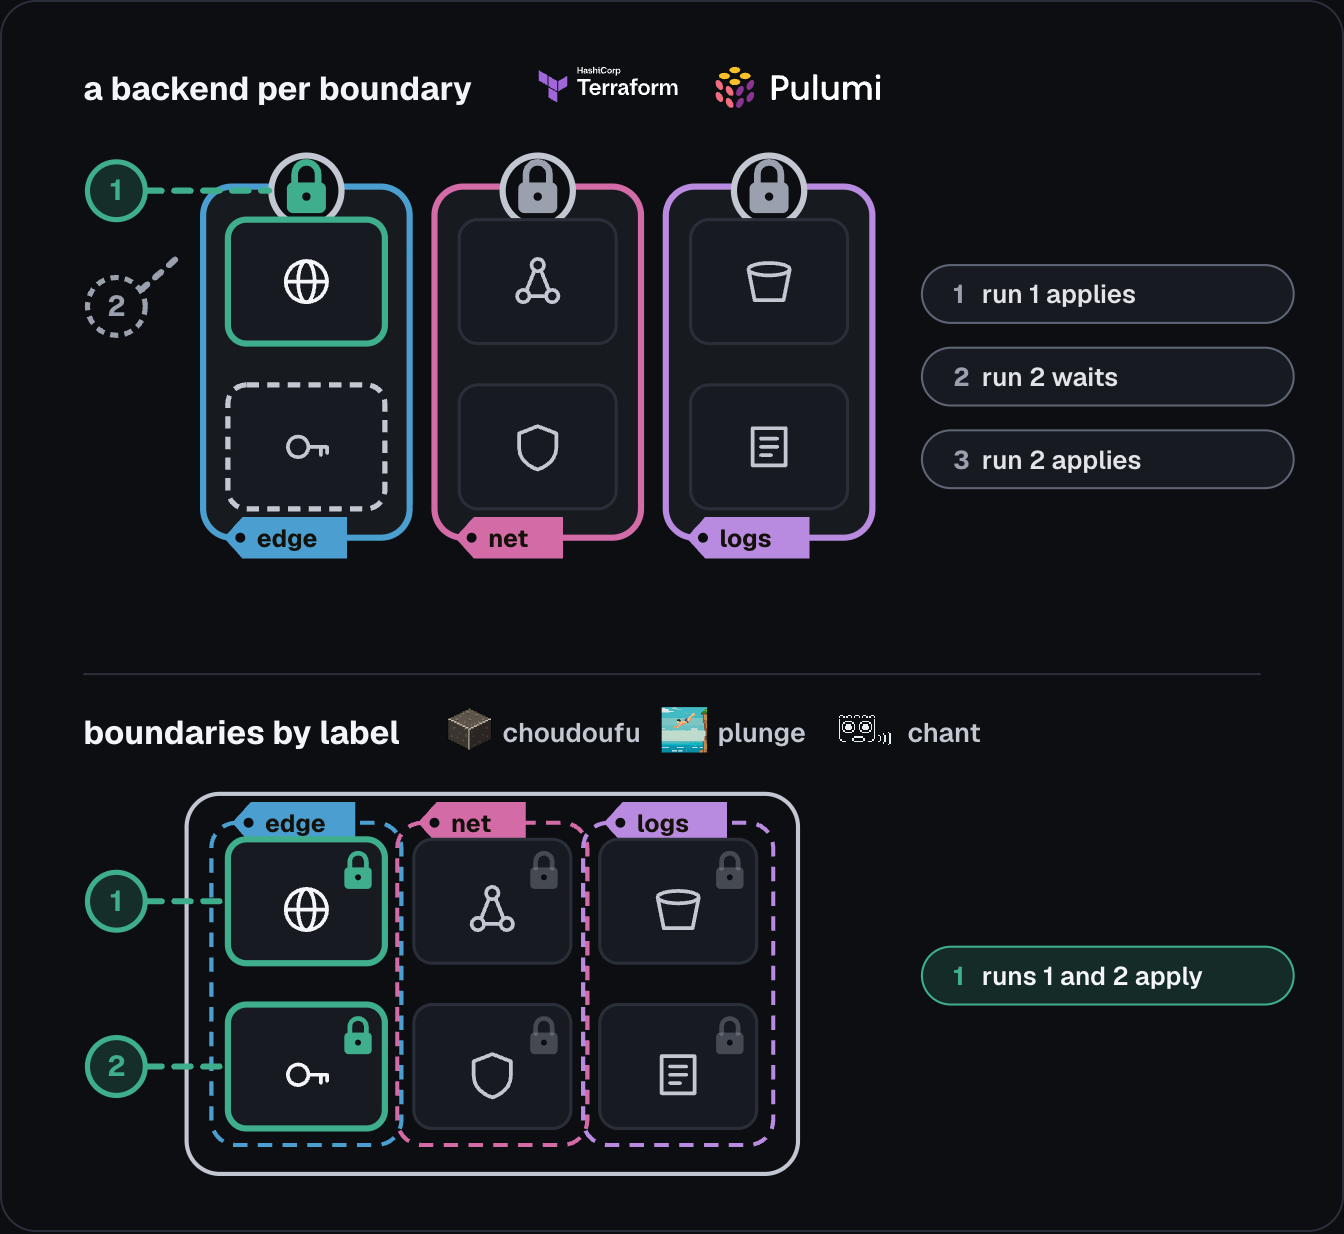 a backend per boundary
HashiCorp
Terraform
Pulumi
1
2
edge
net
logs
1 run 1 applies
2 run 2 waits
3 run 2 applies
boundaries by label
choudoufu
plunge
chant
edge
net
logs
1
2
1 runs 1 and 2 apply